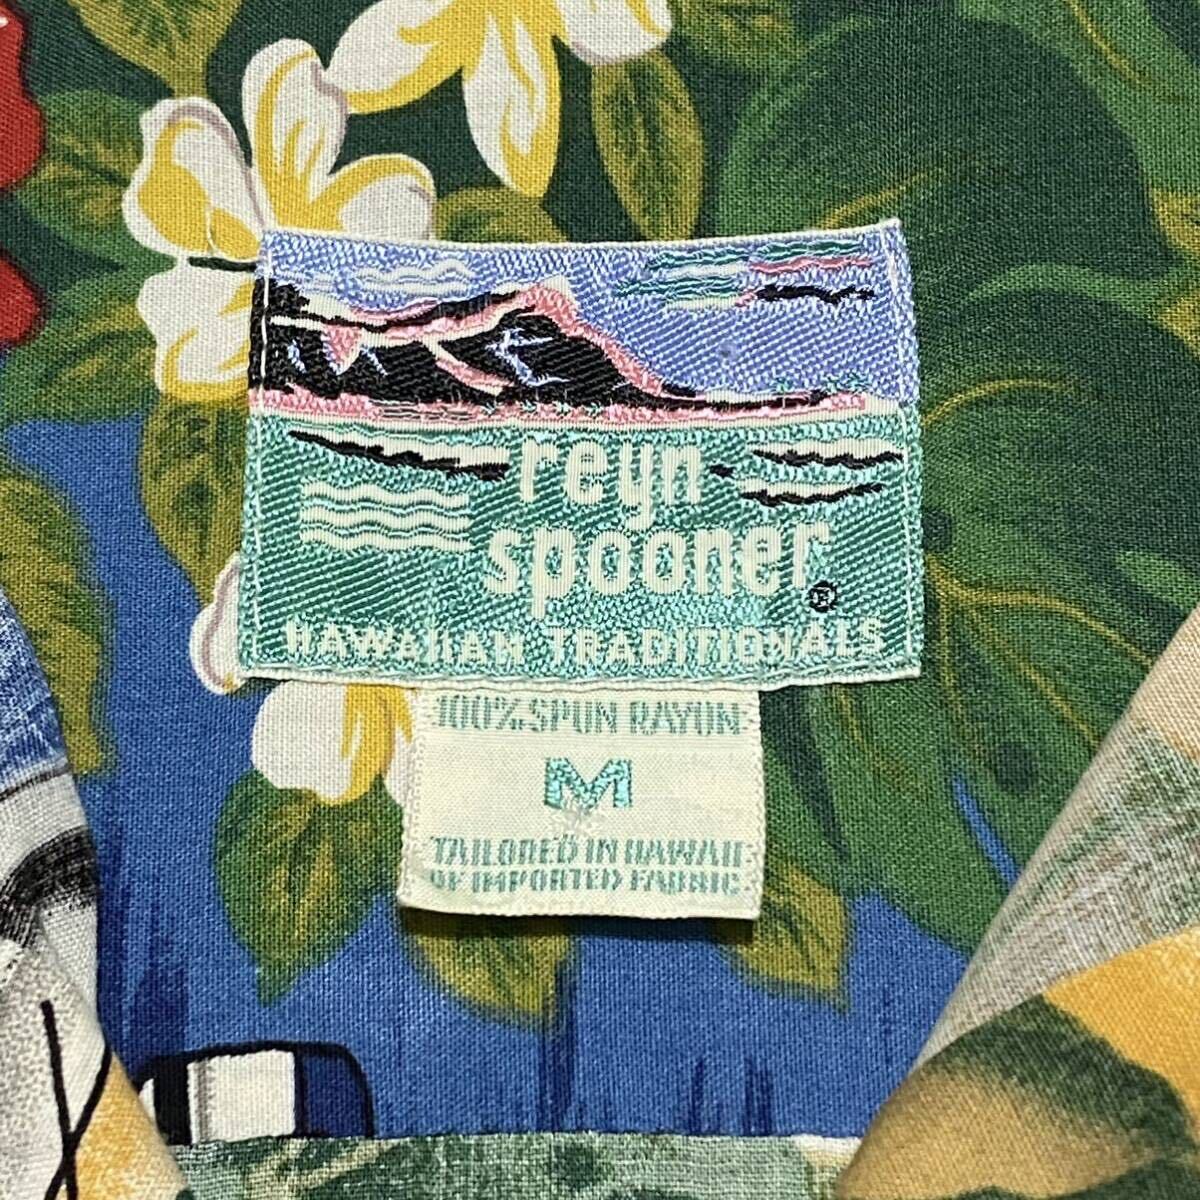 reyn
spooner®
HAWAIIAN TRADITIONALS
100% SPUN RAYON
M
TAILORED IN HAWAII
OF IMPORTED FABRIC